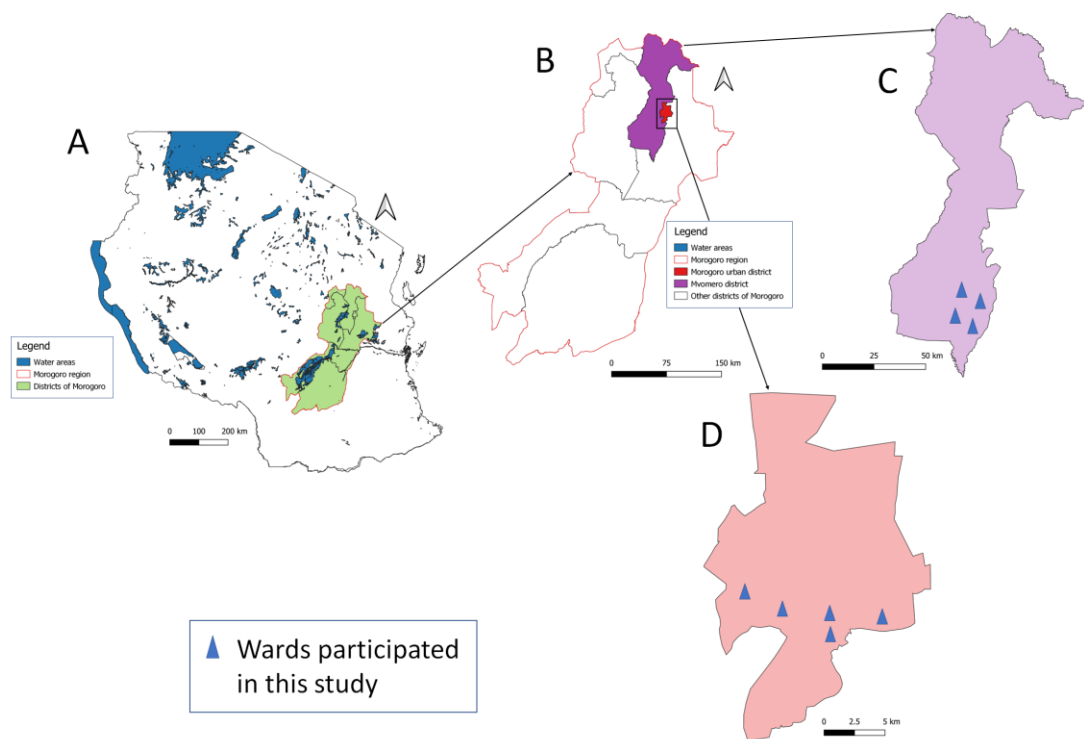 A
Legend
Water areas
Morogoro region
Districts of Morogoro
0 100 200 km
B
Legend
Water areas
Morogoro region
Morogoro urban district
Mvomero district
Other districts of Morogoro
0 75 150 km
C
0 25 50 km
D
0 2.5 5 km
Wards participated
in this study